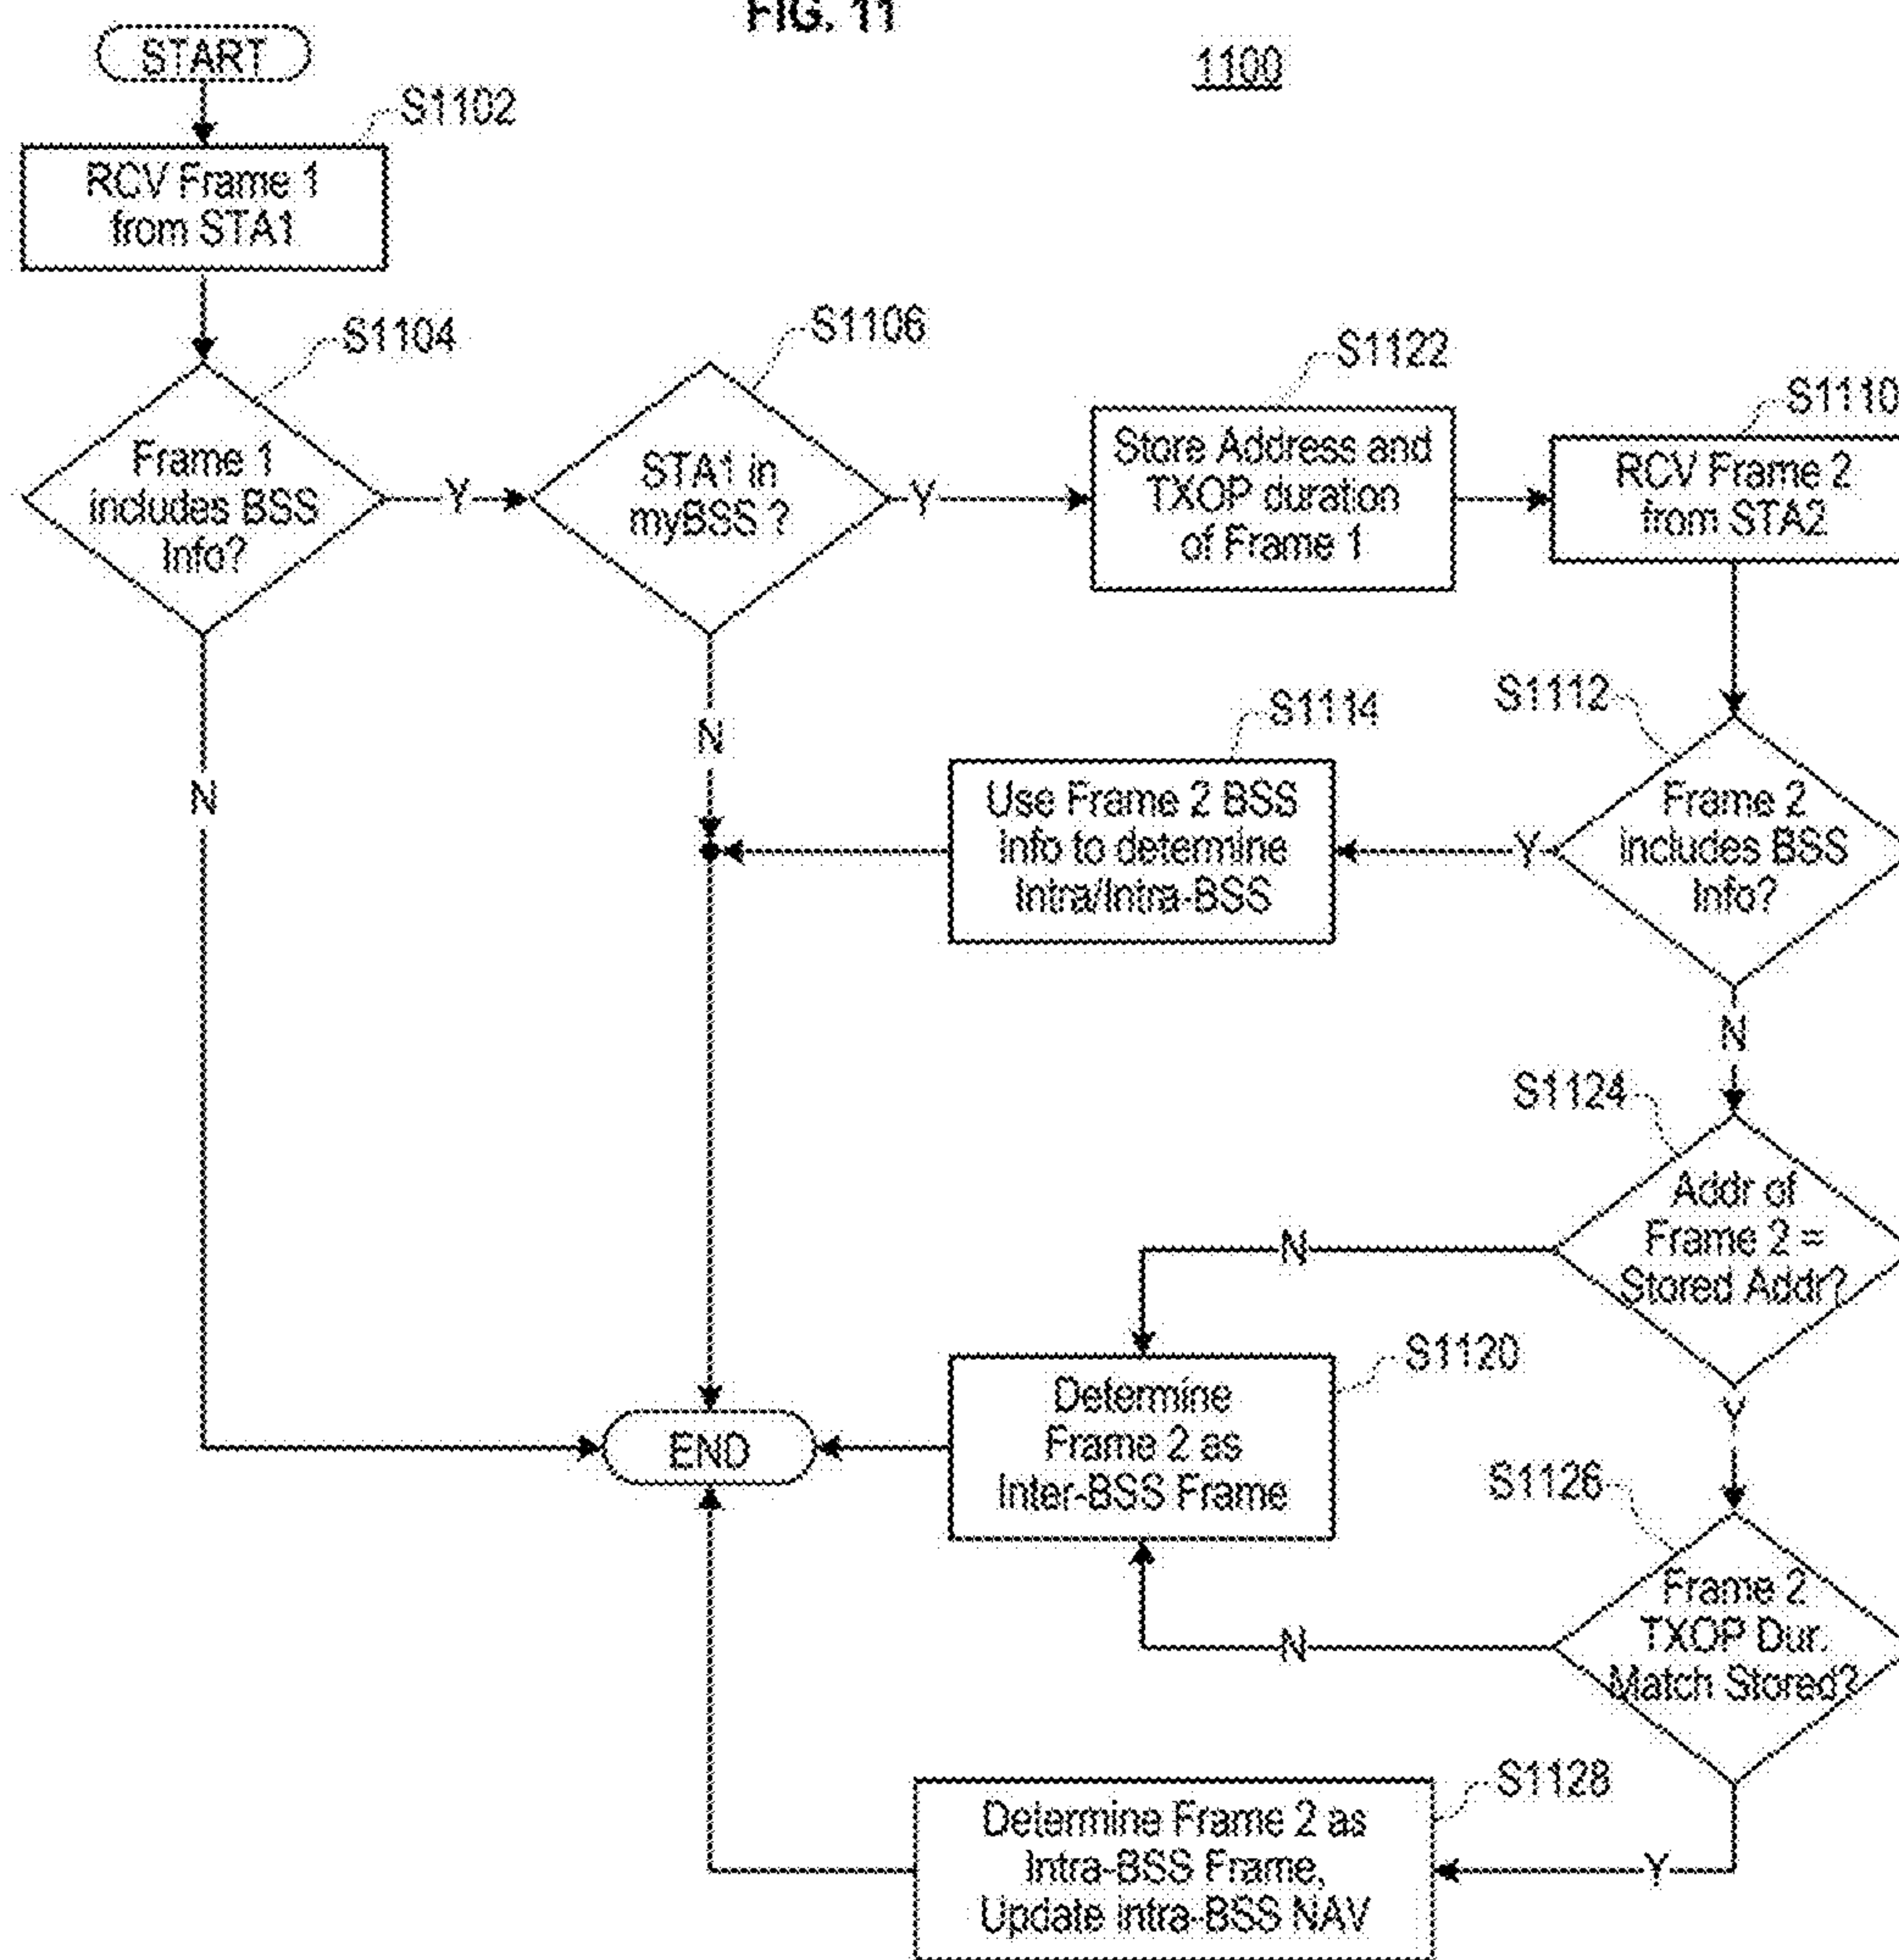 FIG. 11
1100
START
S1102
RCV Frame 1
from STA1
S1104
Frame 1
includes BSS
Info?
Y
N
S1106
STA1 in
myBSS ?
Y
N
S1122
Store Address and
TXOP duration
of Frame 1
S1110
RCV Frame 2
from STA2
S1112
Frame 2
includes BSS
Info?
Y
N
S1114
Use Frame 2 BSS
Info to determine
Intra/Intra-BSS
S1124
Addr of
Frame 2 =
Stored Addr?
N
Y
S1120
Determine
Frame 2 as
Inter-BSS Frame
END
S1126
Frame 2
TXOP Dur.
Match Stored?
N
Y
S1128
Determine Frame 2 as
Intra-BSS Frame,
Update intra-BSS NAV